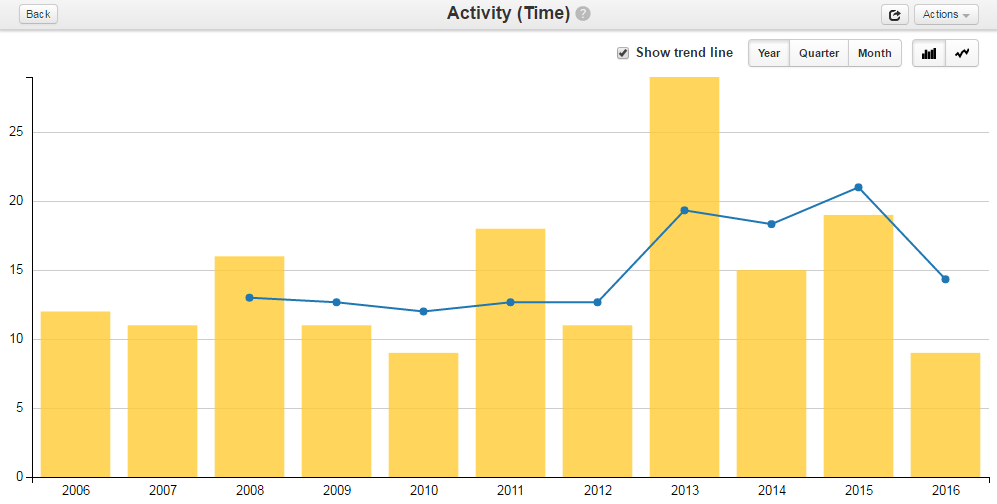 Back Activity (Time) ? Actions
Show trend line Year Quarter Month
25
20
15
10
5
0
2006 2007 2008 2009 2010 2011 2012 2013 2014 2015 2016